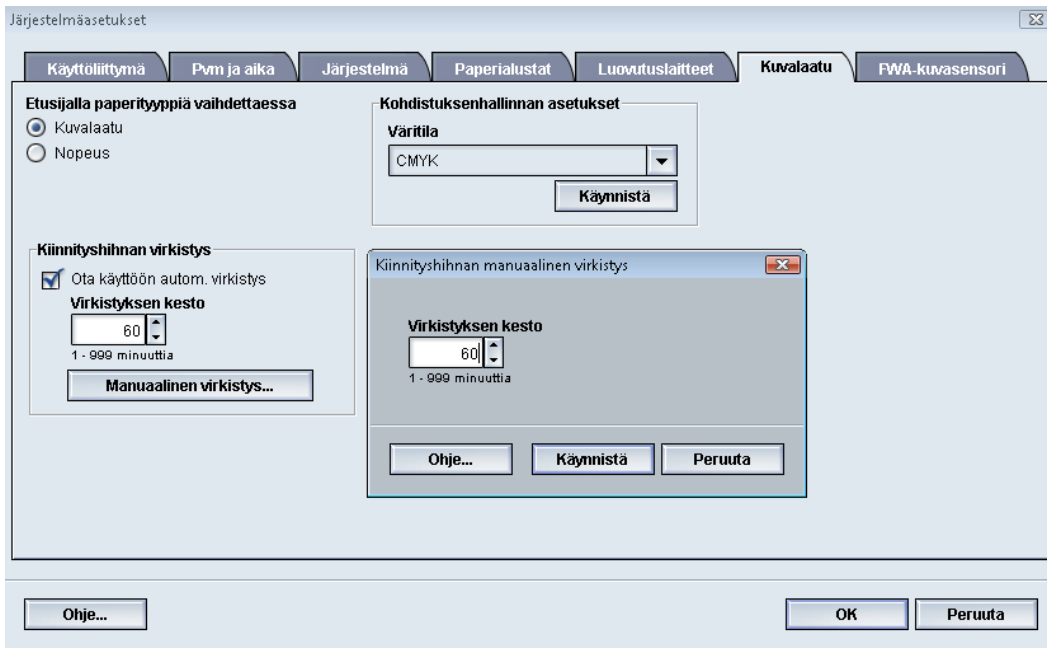 Järjestelmäasetukset
Käyttöliittymä Pvm ja aika Järjestelmä Paperialustat Luovutuslaitteet Kuvalaatu FWA-kuvasensori
Etusijalla paperityyppiä vaihdettaessa
Kuvalaatu
Nopeus
Kohdistuksenhallinnan asetukset
Väritila
CMYK
Käynnistä
Kiinnityshihnan virkistys
Ota käyttöön autom. virkistys
Virkistyksen kesto
60
1 - 999 minuuttia
Manuaalinen virkistys...
Kiinnityshihnan manuaalinen virkistys
Virkistyksen kesto
60
1 - 999 minuuttia
Ohje... Käynnistä Peruuta
Ohje... OK Peruuta